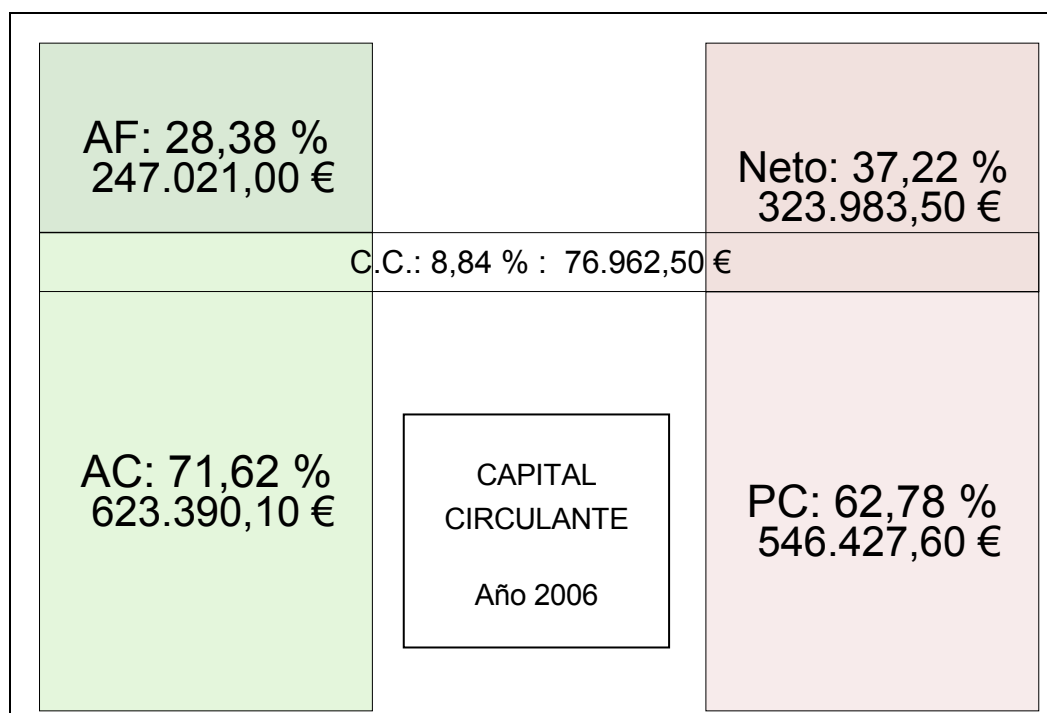 AF: 28,38 %
247.021,00 €
Neto: 37,22 %
323.983,50 €
C.C.: 8,84 % : 76.962,50 €
AC: 71,62 %
623.390,10 €
CAPITAL
CIRCULANTE
Año 2006
PC: 62,78 %
546.427,60 €